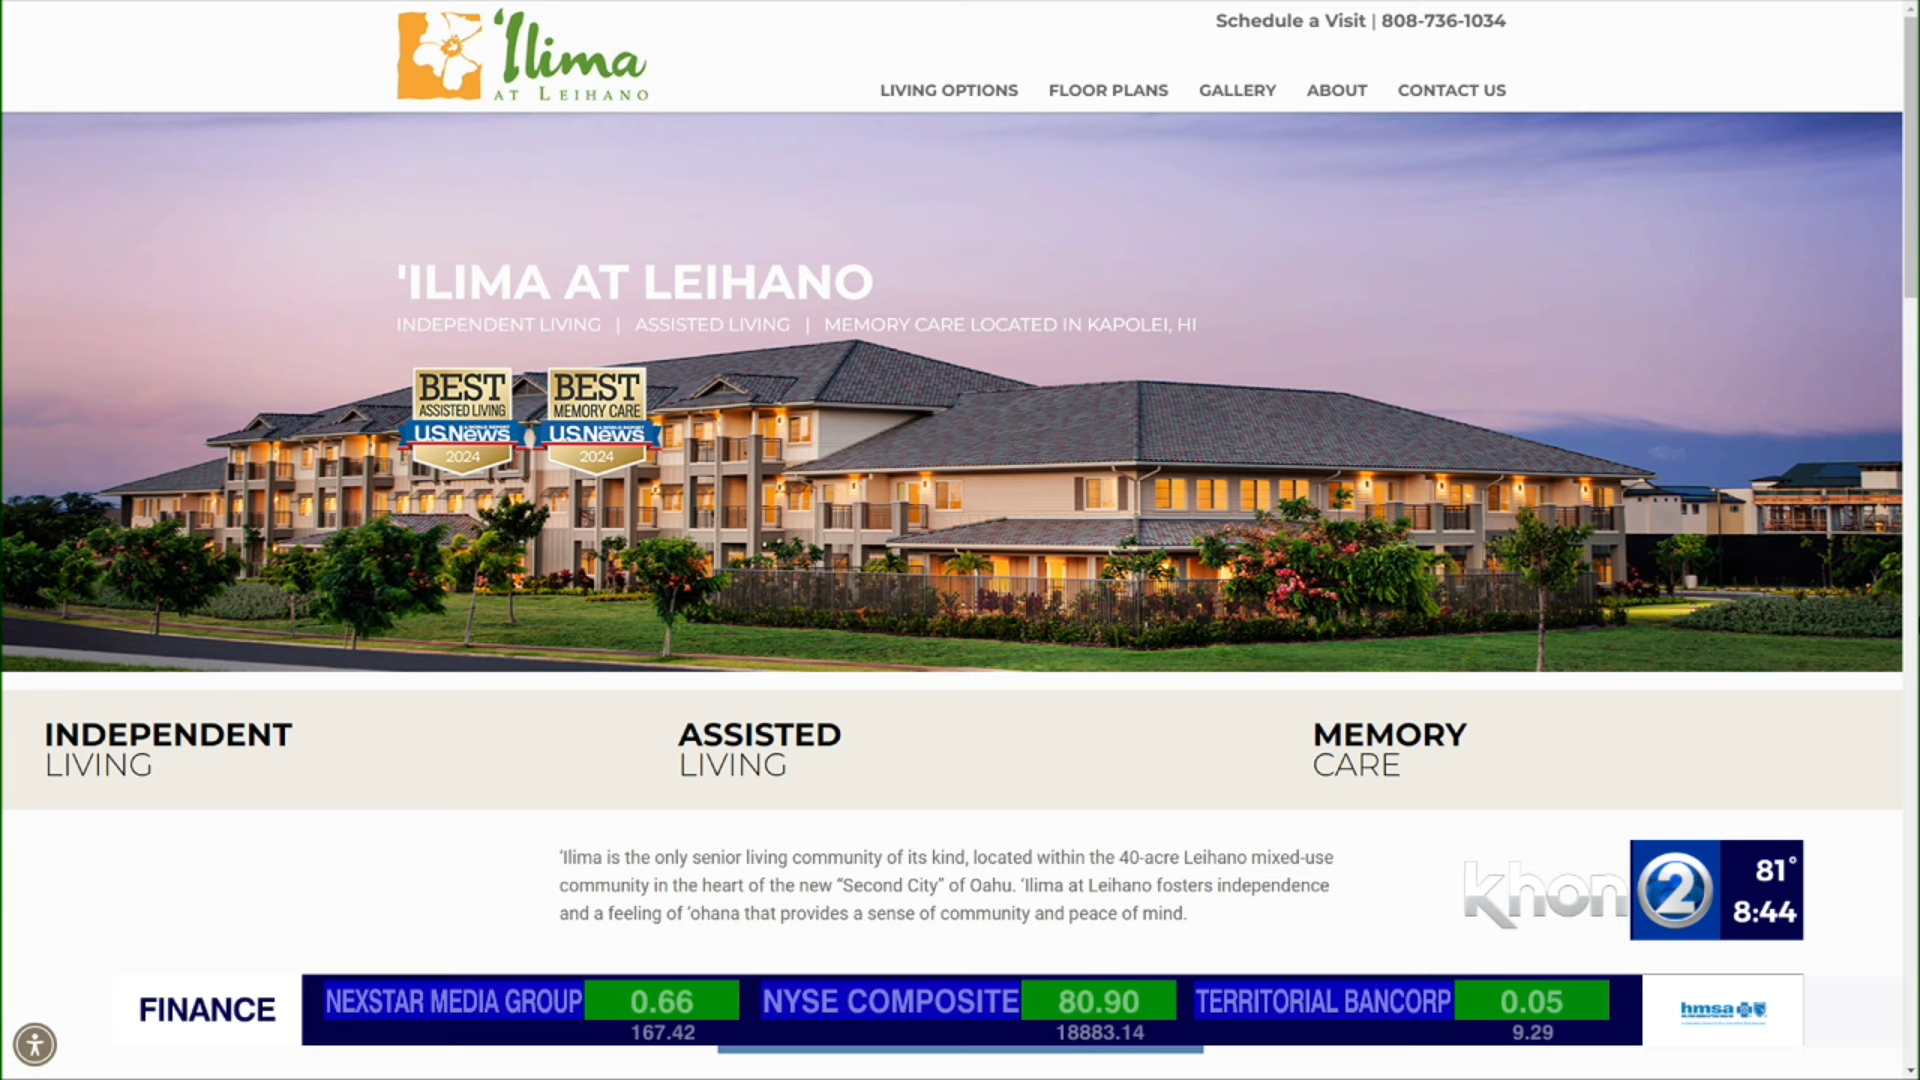 'Ilima
AT LEIHANO
Schedule a Visit | 808-736-1034
LIVING OPTIONS FLOOR PLANS GALLERY ABOUT CONTACT US
'ILIMA AT LEIHANO
INDEPENDENT LIVING | ASSISTED LIVING | MEMORY CARE LOCATED IN KAPOLEI, HI
BEST
ASSISTED LIVING
U.S.News
& WORLD REPORT
2024
BEST
MEMORY CARE
U.S.News
& WORLD REPORT
2024
INDEPENDENT
LIVING
ASSISTED
LIVING
MEMORY
CARE
'Ilima is the only senior living community of its kind, located within the 40-acre Leihano mixed-use
community in the heart of the new “Second City” of Oahu. 'Ilima at Leihano fosters independence
and a feeling of 'ohana that provides a sense of community and peace of mind.
khon 2
81°
8:44
FINANCE
NEXSTAR MEDIA GROUP 0.66
167.42
NYSE COMPOSITE 80.90
18883.14
TERRITORIAL BANCORP 0.05
9.29
hmsa